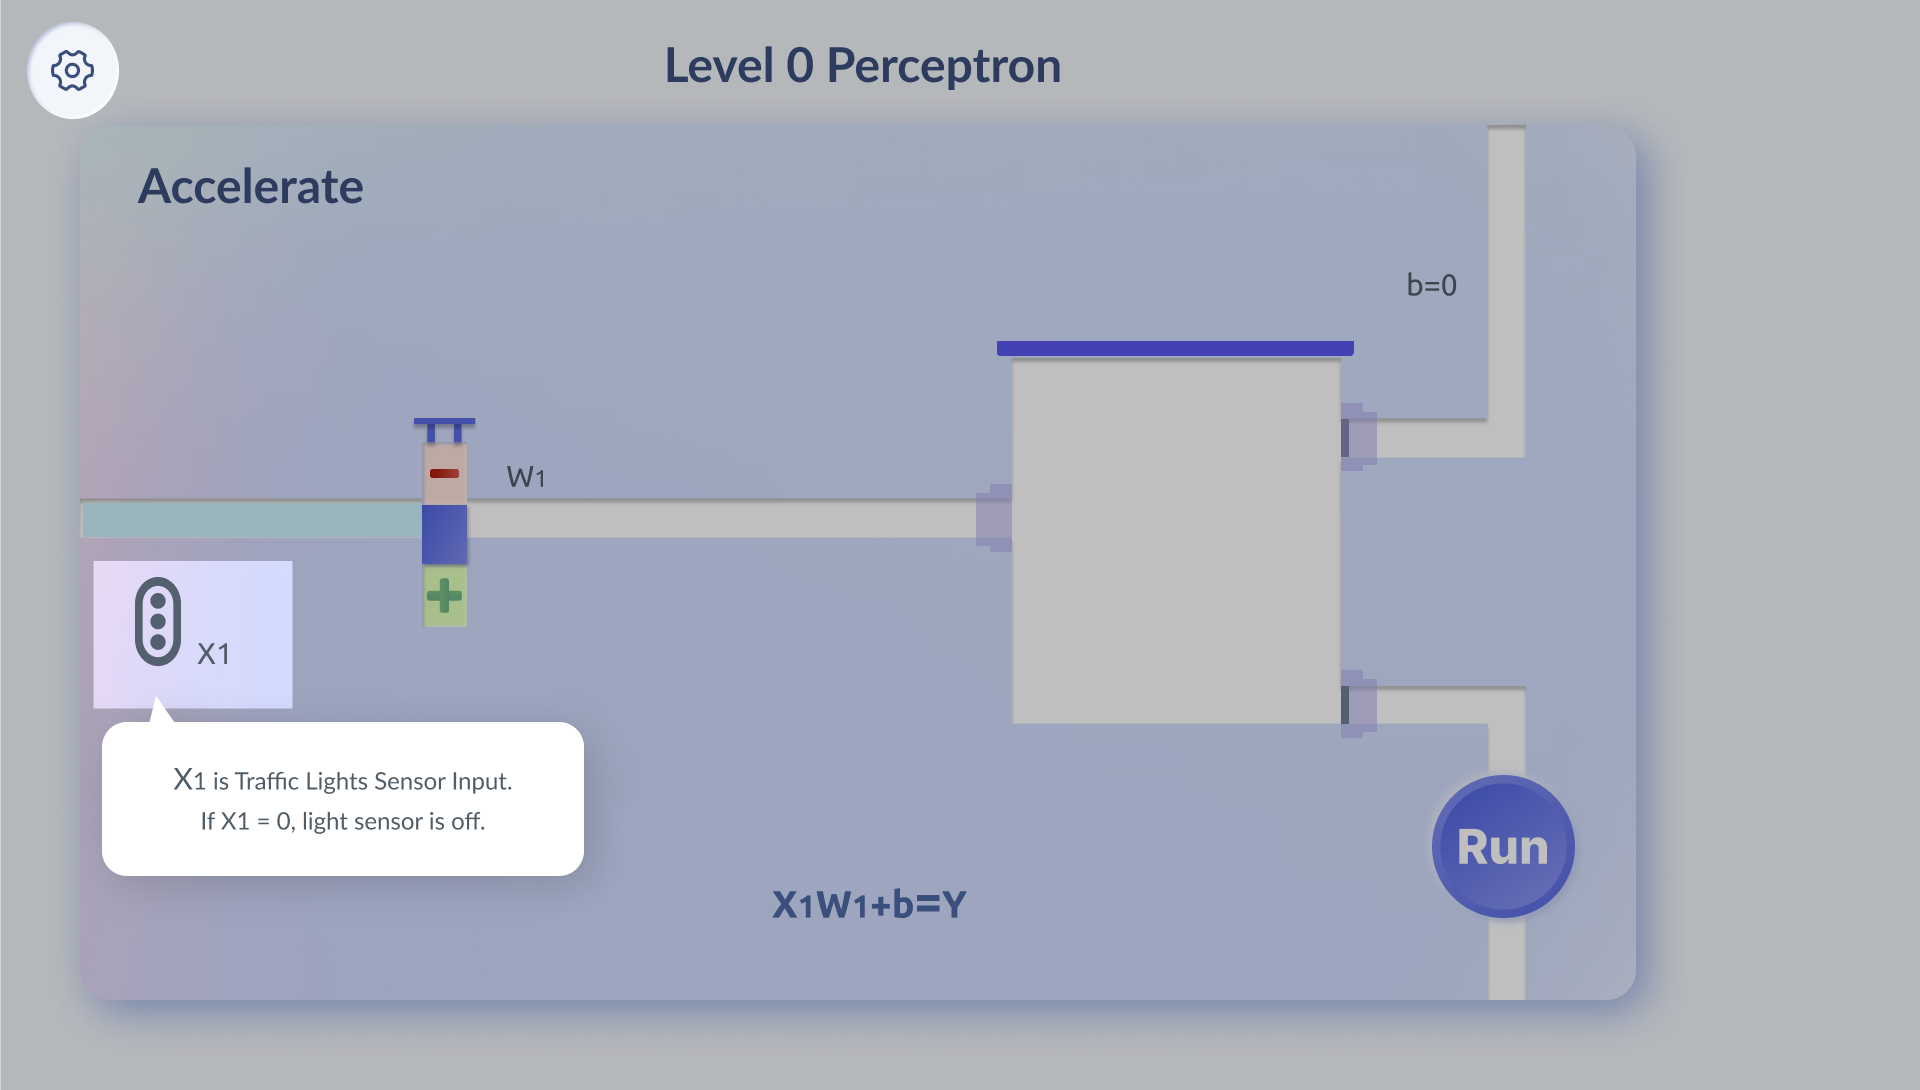 Level 0 Perceptron
Accelerate
b=0
W1
X1
X1 is Traffic Lights Sensor Input.
If X1 = 0, light sensor is off.
Run
X1W1+b=Y